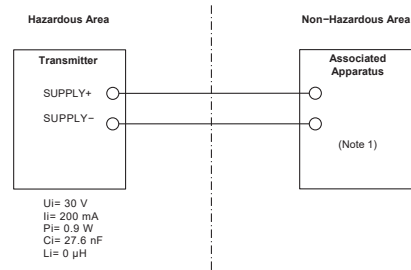 Hazardous Area
Non-Hazardous Area
Transmitter
SUPPLY+
SUPPLY−
Associated
Apparatus
(Note 1)
Ui= 30 V
Ii= 200 mA
Pi= 0.9 W
Ci= 27.6 nF
Li= 0 µH